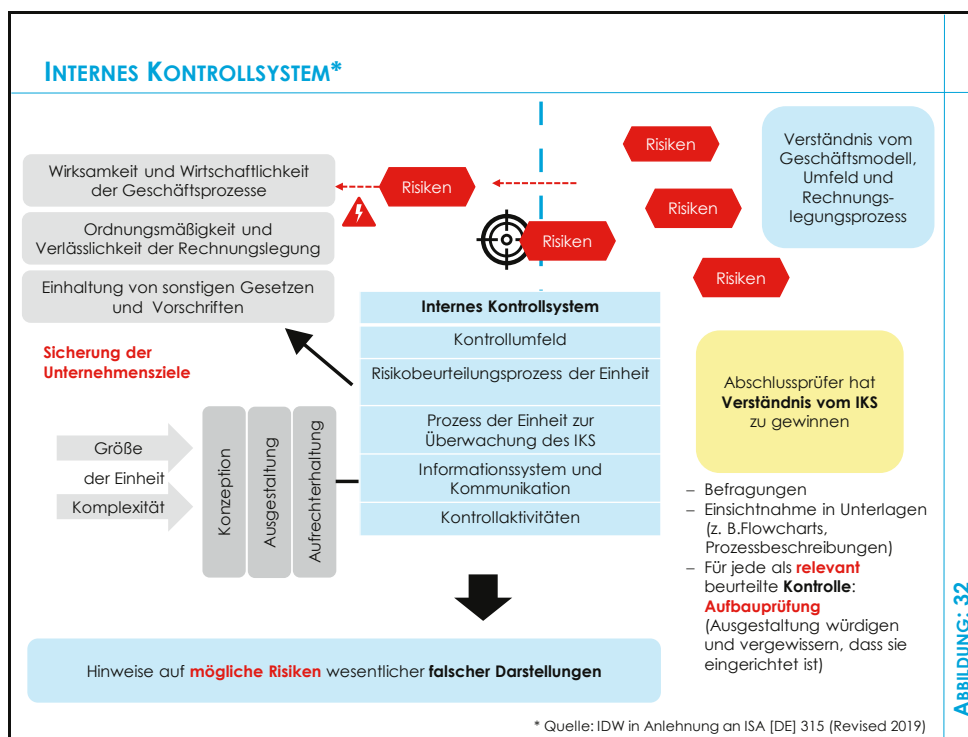 INTERNES KONTROLLSYSTEM*
Wirksamkeit und Wirtschaftlichkeit
der Geschäftsprozesse
Ordnungsmäßigkeit und
Verlässlichkeit der Rechnungslegung
Einhaltung von sonstigen Gesetzen
und Vorschriften
Risiken
Risiken
Risiken
Risiken
Risiken
Verständnis vom
Geschäftsmodell,
Umfeld und
Rechnungs-
legungsprozess
Sicherung der
Unternehmensziele
Größe
der Einheit
Komplexität
Konzeption
Ausgestaltung
Aufrechterhaltung
Internes Kontrollsystem
Kontrollumfeld
Risikobeurteilungsprozess der Einheit
Prozess der Einheit zur
Überwachung des IKS
Informationssystem und
Kommunikation
Kontrollaktivitäten
Abschlussprüfer hat
Verständnis vom IKS
zu gewinnen
– Befragungen
– Einsichtnahme in Unterlagen
(z. B.Flowcharts,
Prozessbeschreibungen)
– Für jede als relevant
beurteilte Kontrolle:
Aufbauprüfung
(Ausgestaltung würdigen
und vergewissern, dass sie
eingerichtet ist)
Hinweise auf mögliche Risiken wesentlicher falscher Darstellungen
* Quelle: IDW in Anlehnung an ISA [DE] 315 (Revised 2019)
ABBILDUNG: 32